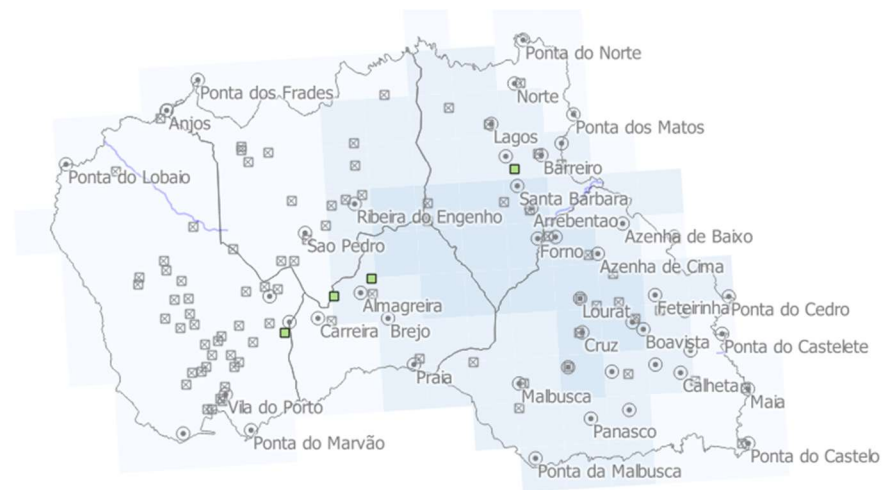 Ponta do Norte
Ponta dos Frades
Norte
Anjos
Ponta dos Matos
Lagos
Barreiro
Ponta do Lobaio
Santa Bárbara
Ribeira do Engenho
Arrebentao
Azenha de Baixo
Sao Pedro
Forno
Azenha de Cima
Almagreira
Lourat
Feteirinha
Ponta do Cedro
Carreira
Brejo
Cruz
Boavista
Ponta do Castelete
Praia
Calheta
Malbusca
Maia
Vila do Porto
Panasco
Ponta do Marvão
Ponta do Castelo
Ponta da Malbusca